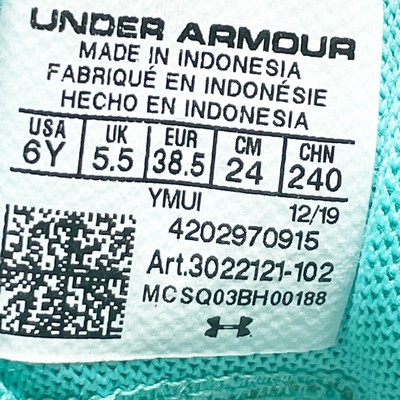 UNDER ARMOUR
MADE IN INDONESIA
FABRIQUÉ EN INDONÉSIE
HECHO EN INDONESIA
USA UK EUR CM CHN
6Y 5.5 38.5 24 240
YMUI 12/19
4202970915
Art.3022121-102
MCSQ03BH00188